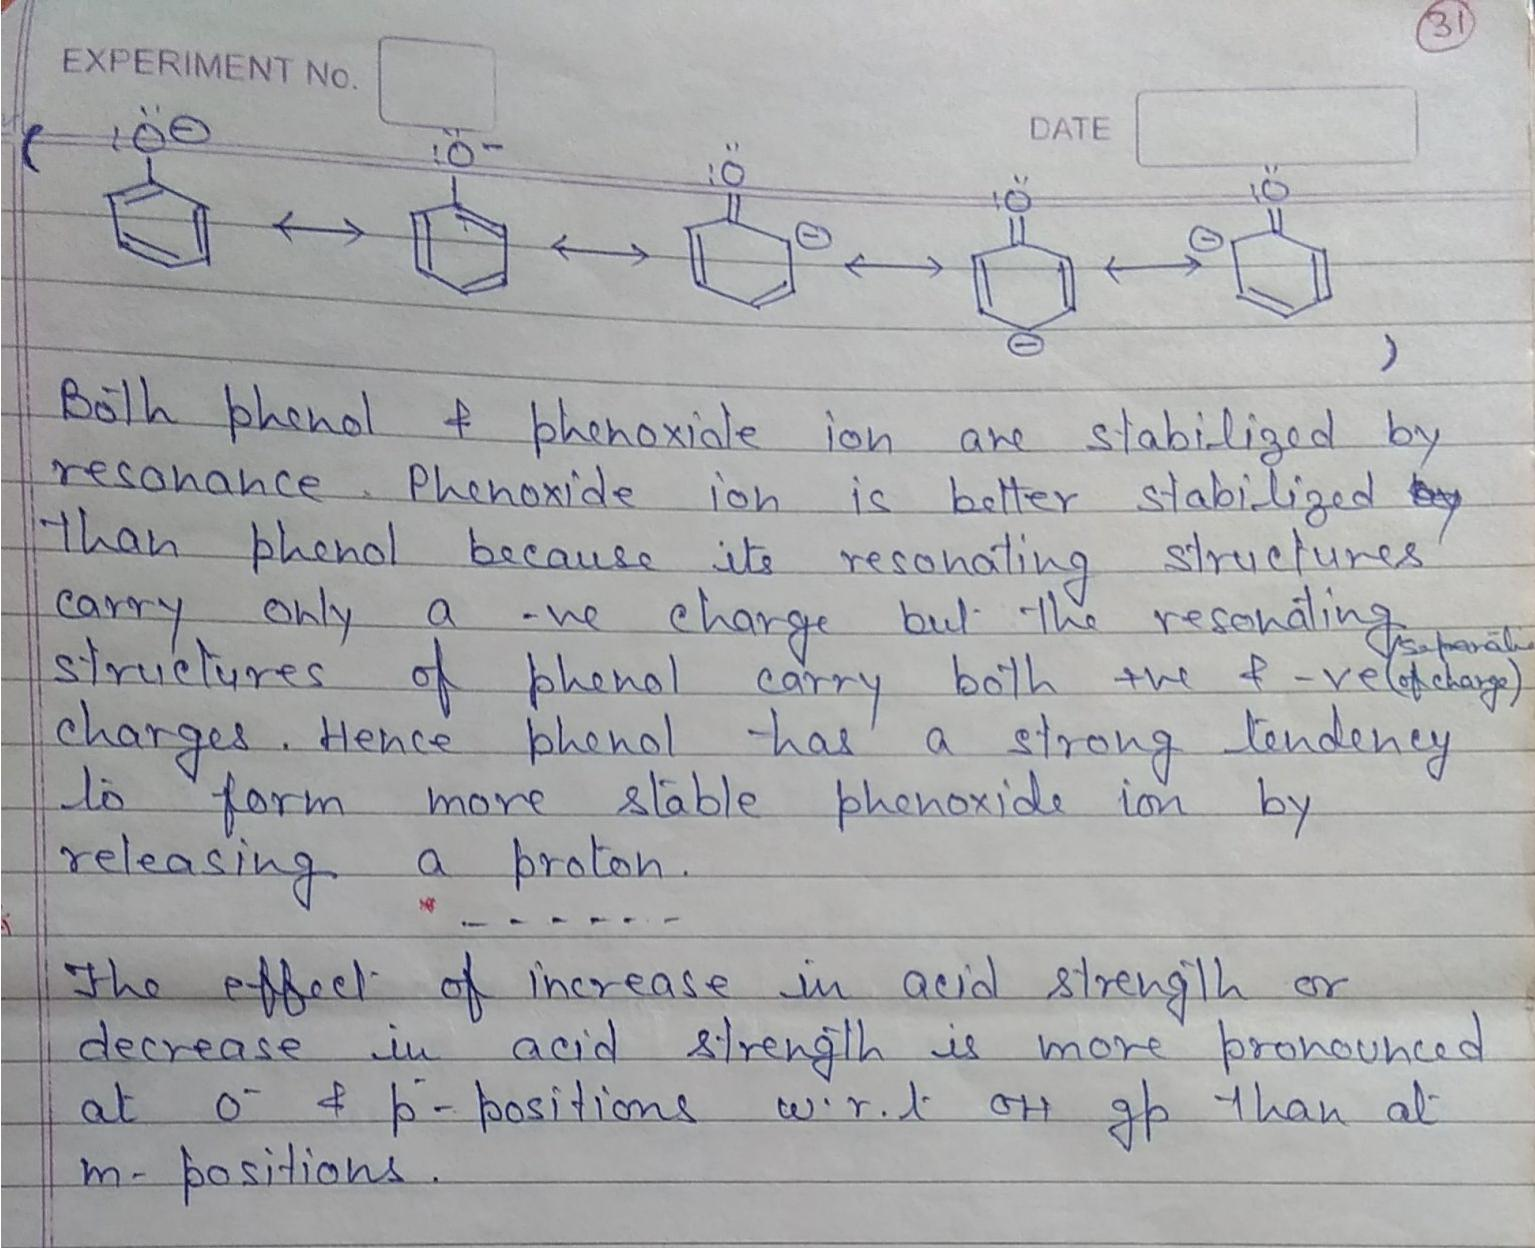 31
EXPERIMENT No.
DATE
( :Ö⊖ ↔ :Ö- ↔ :Ö ⊖ ↔ :Ö ⊖ ↔ ⊖ :Ö )
Both phenol & phenoxide ion are stabilized by
resonance. Phenoxide ion is better stabilized
than phenol because its resonating structures
carry only a -ve charge but the resonating
structures of phenol carry both +ve & -ve (of charge)
charges. Hence phenol has a strong tendency
to form more stable phenoxide ion by
releasing a proton.
* - - - - - -
The effect of increase in acid strength or
decrease in acid strength is more pronounced
at o- & p- positions w.r.t OH gp than at
m- positions.